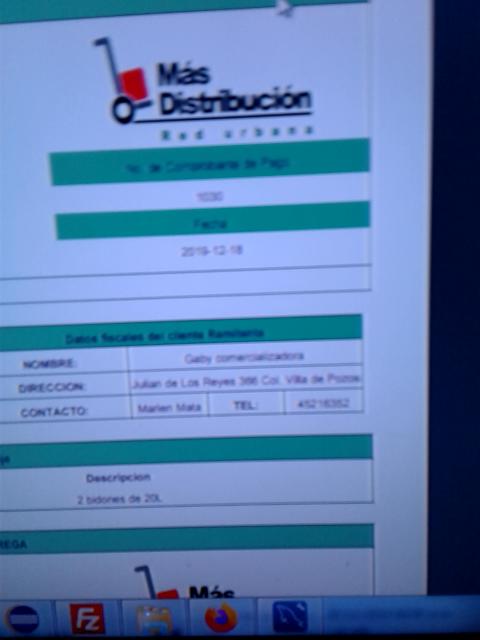 Más
Distribución
Red urbana
No. de Comprobante de Pago
1030
Fecha
2019-12-18
Datos fiscales del cliente Remitente
NOMBRE: Gaby comercializadora
DIRECCION: Julian de Los Reyes 366 Col. Villa de Pozos
CONTACTO: Marlen Mata TEL: 45216352
Descripcion
2 bidones de 20L
REGA
Más
FZ